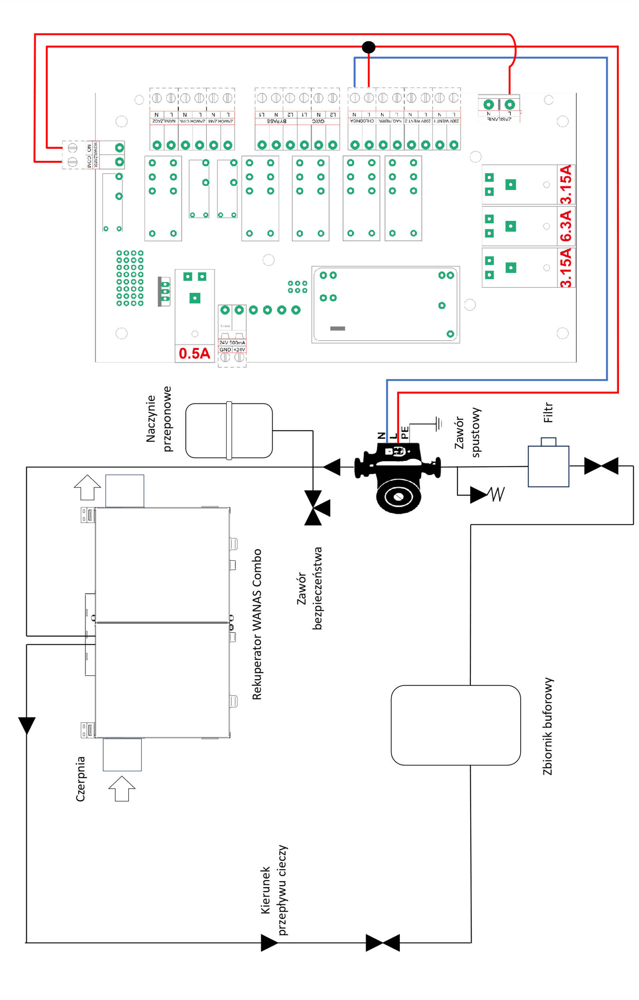 N L N L N L
NAWILŻACZ ZAWÓR CTW. ZAWÓR ZAM.
L1 N L2 L1 N L2
BYPASS GWC
N L N L N L N L
CHŁODNICA NAG.PIERW. 230V WENT 2 230V WENT 1
N L
ZASILANIE
NO COM
3.15A
6.3A
3.15A
0.5A
24V 500mA
GND +24V
Naczynie
przeponowe
N
L
PE
Zawór
spustowy
Filtr
Zawór
bezpieczeństwa
Rekuperator WANAS Combo
Czerpnia
Zbiornik buforowy
Kierunek
przepływu cieczy